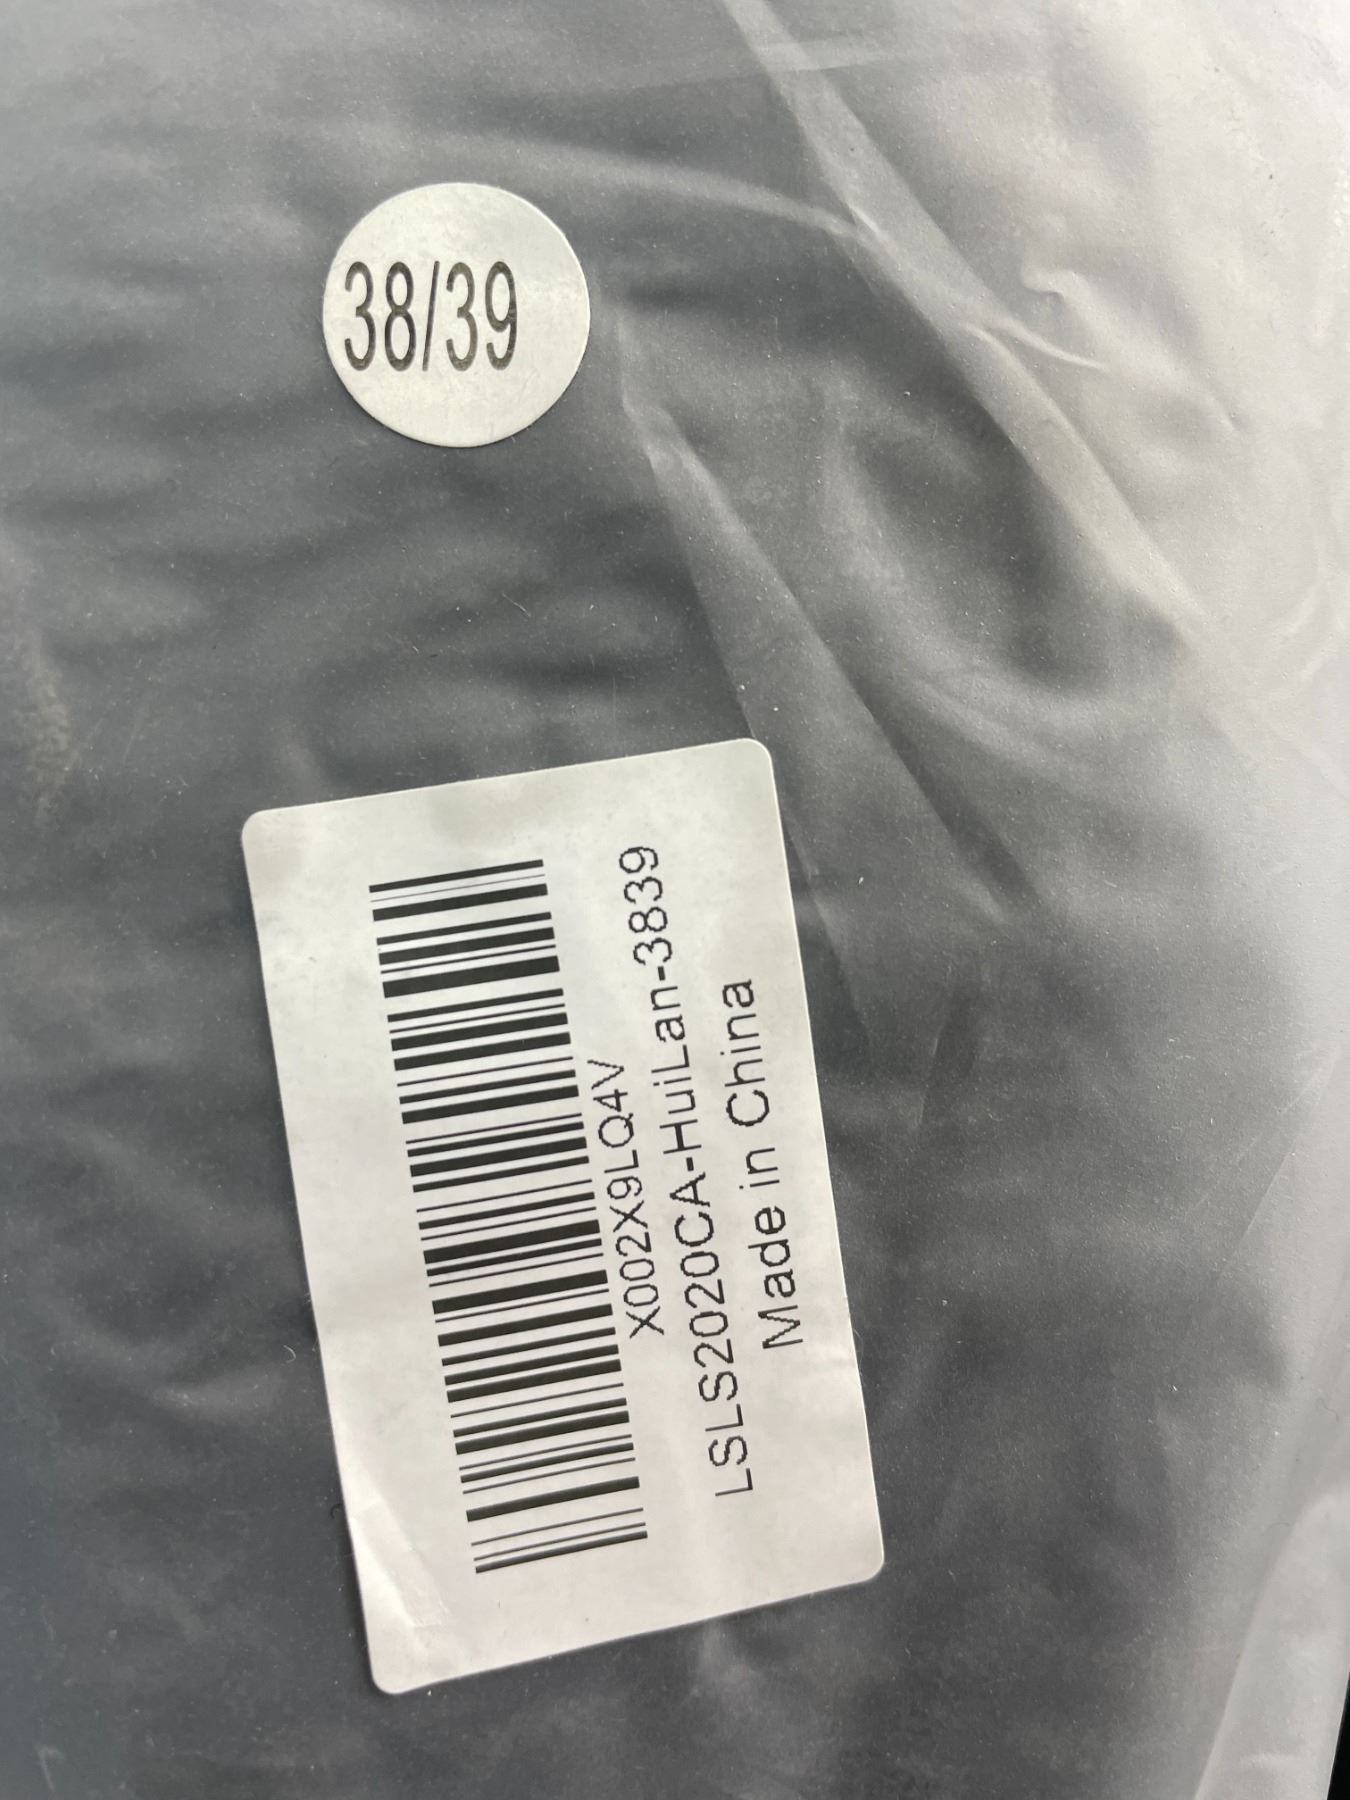 38/39
X002X9LQ4V
LSLS2020CA-HuiLan-3839
Made in China